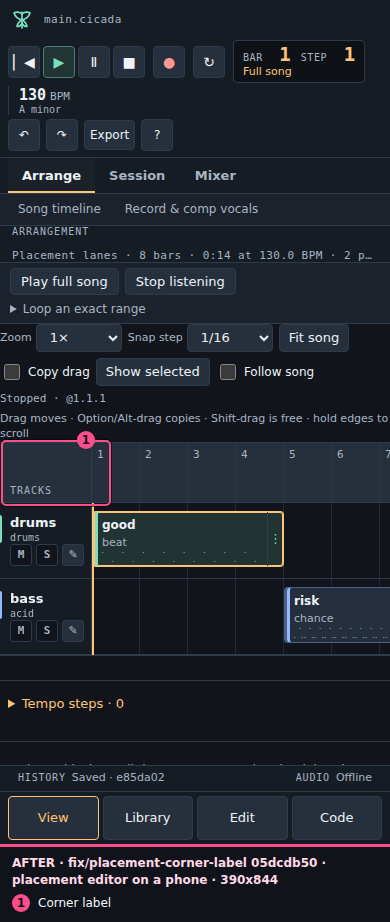 main.cicada
BAR 1 STEP 1
Full song
130 BPM
A minor
Export ?
Arrange Session Mixer
Song timeline Record & comp vocals
ARRANGEMENT
Placement lanes · 8 bars · 0:14 at 130.0 BPM · 2 p…
Play full song Stop listening
Loop an exact range
Zoom 1× Snap step 1/16 Fit song
Copy drag Show selected Follow song
Stopped · @1.1.1
Drag moves · Option/Alt-drag copies · Shift-drag is free · hold edges to
scroll
1
TRACKS 1 2 3 4 5 6 7
drums
drums
M S
good
beat
bass
acid
M S
risk
chance
Tempo steps · 0
HISTORY Saved · e85da02 AUDIO Offline
View Library Edit Code
AFTER · fix/placement-corner-label 05dcdb50 ·
placement editor on a phone · 390x844
1 Corner label